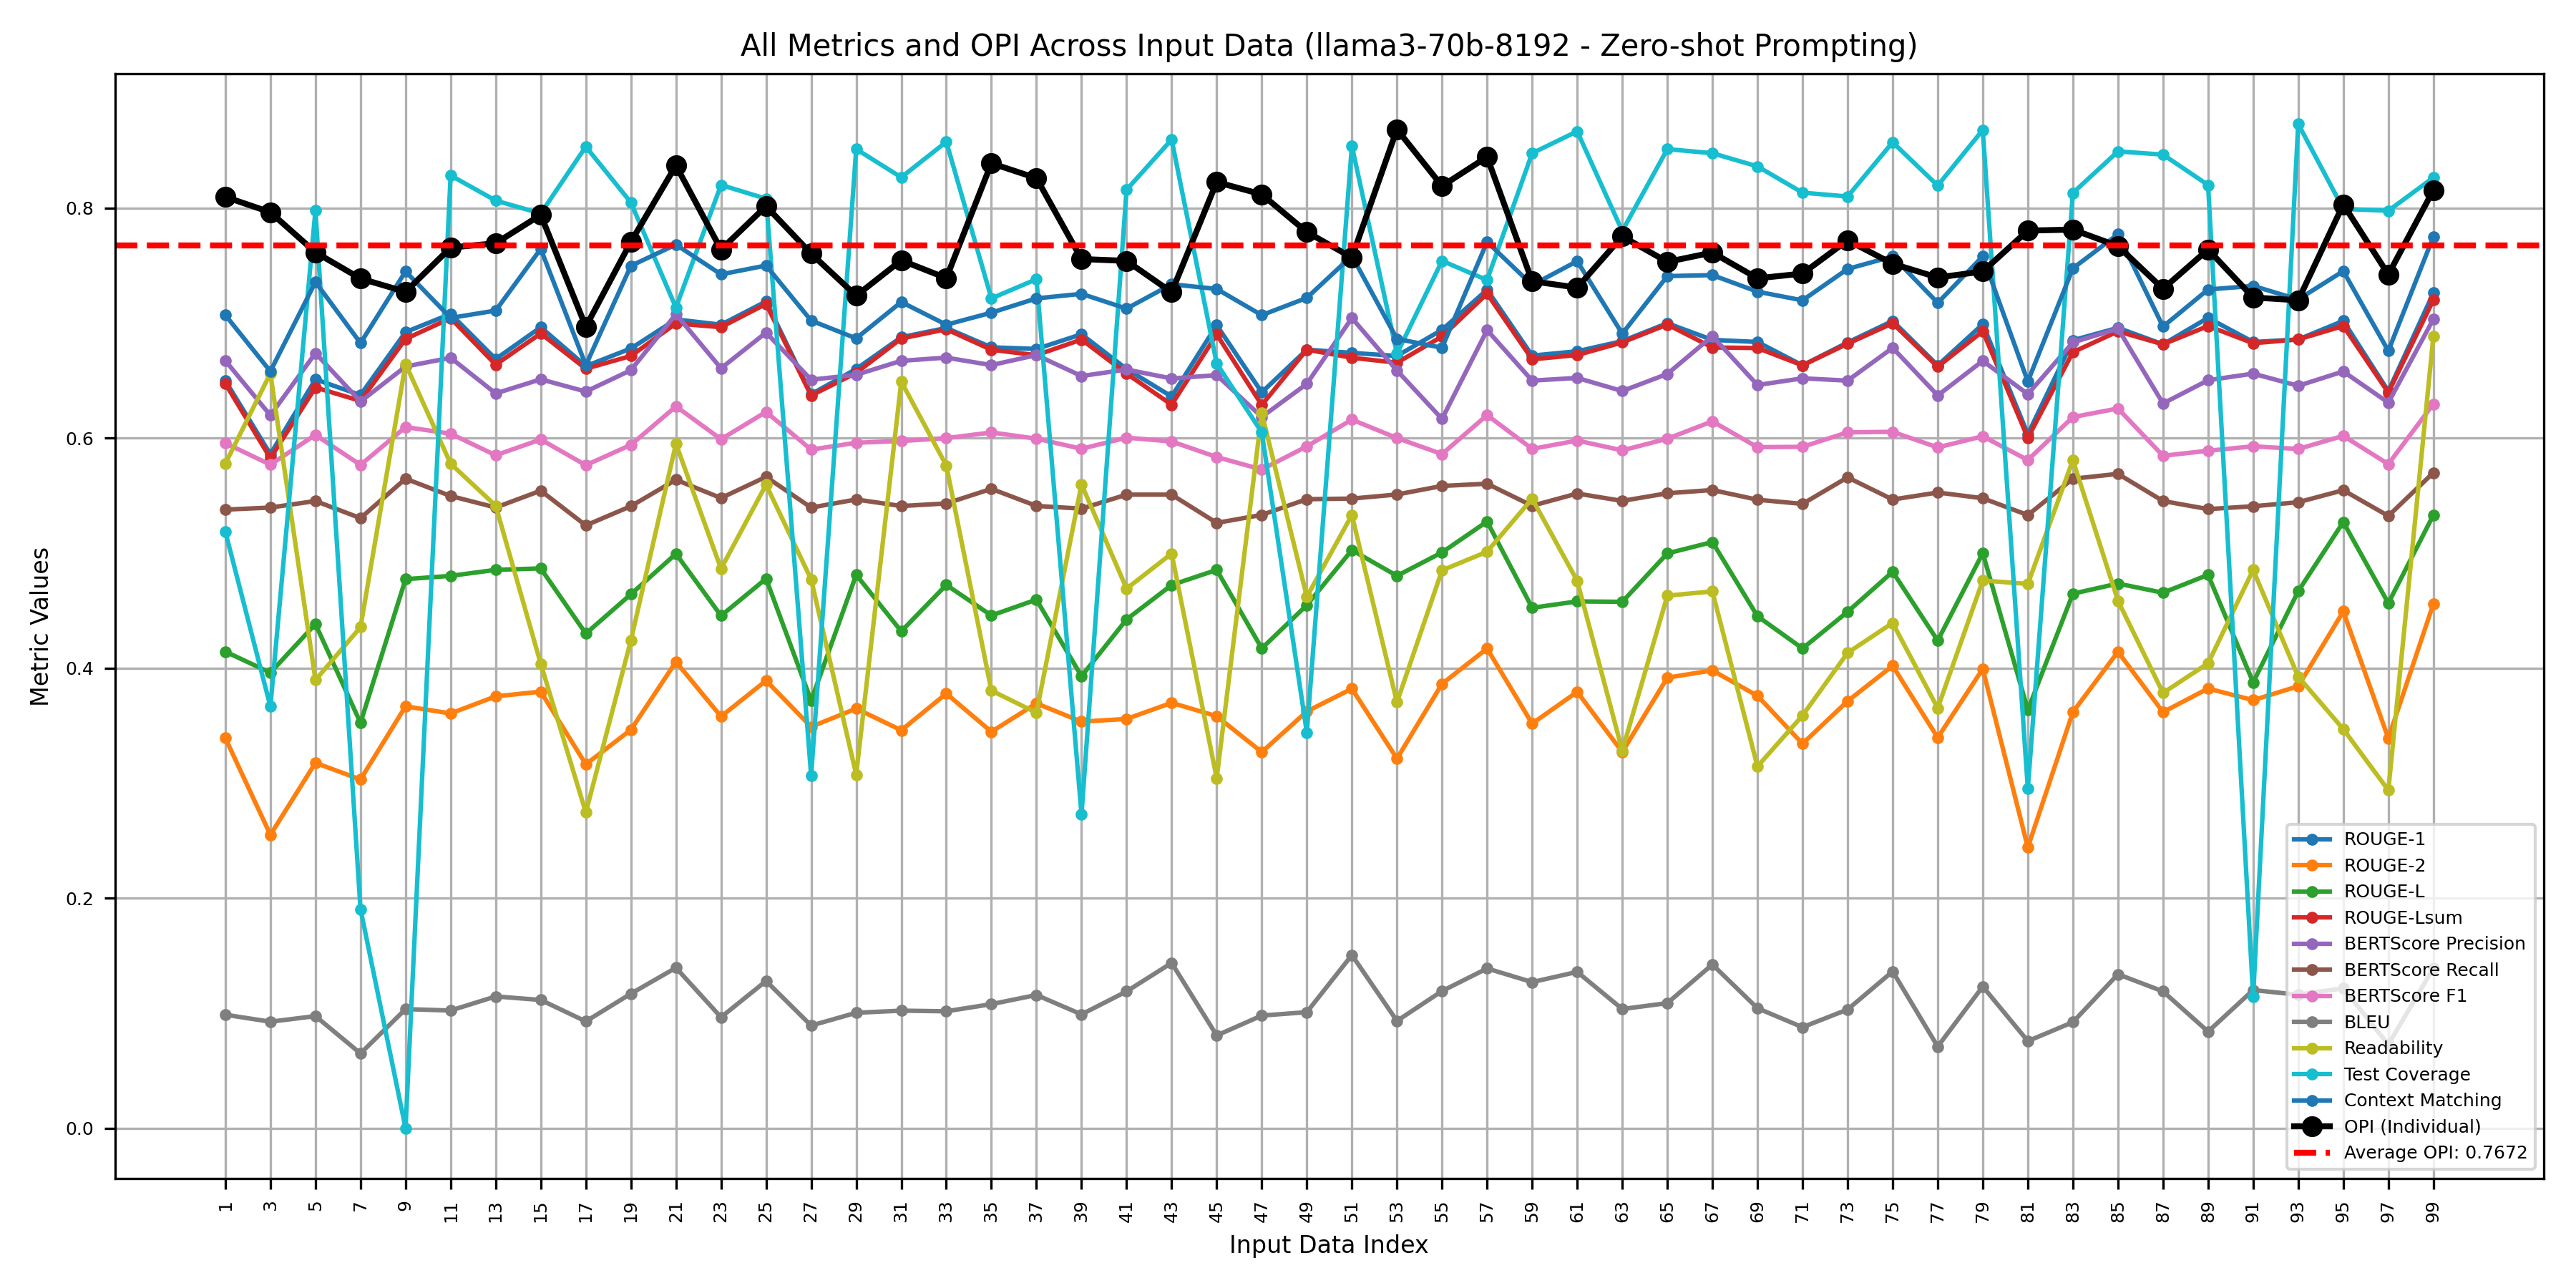 All Metrics and OPI Across Input Data (llama3-70b-8192 - Zero-shot Prompting)
Metric Values
0.8
0.6
0.4
0.2
0.0
ROUGE-1
ROUGE-2
ROUGE-L
ROUGE-Lsum
BERTScore Precision
BERTScore Recall
BERTScore F1
BLEU
Readability
Test Coverage
Context Matching
OPI (Individual)
Average OPI: 0.7672
1 3 5 7 9 11 13 15 17 19 21 23 25 27 29 31 33 35 37 39 41 43 45 47 49 51 53 55 57 59 61 63 65 67 69 71 73 75 77 79 81 83 85 87 89 91 93 95 97 99
Input Data Index